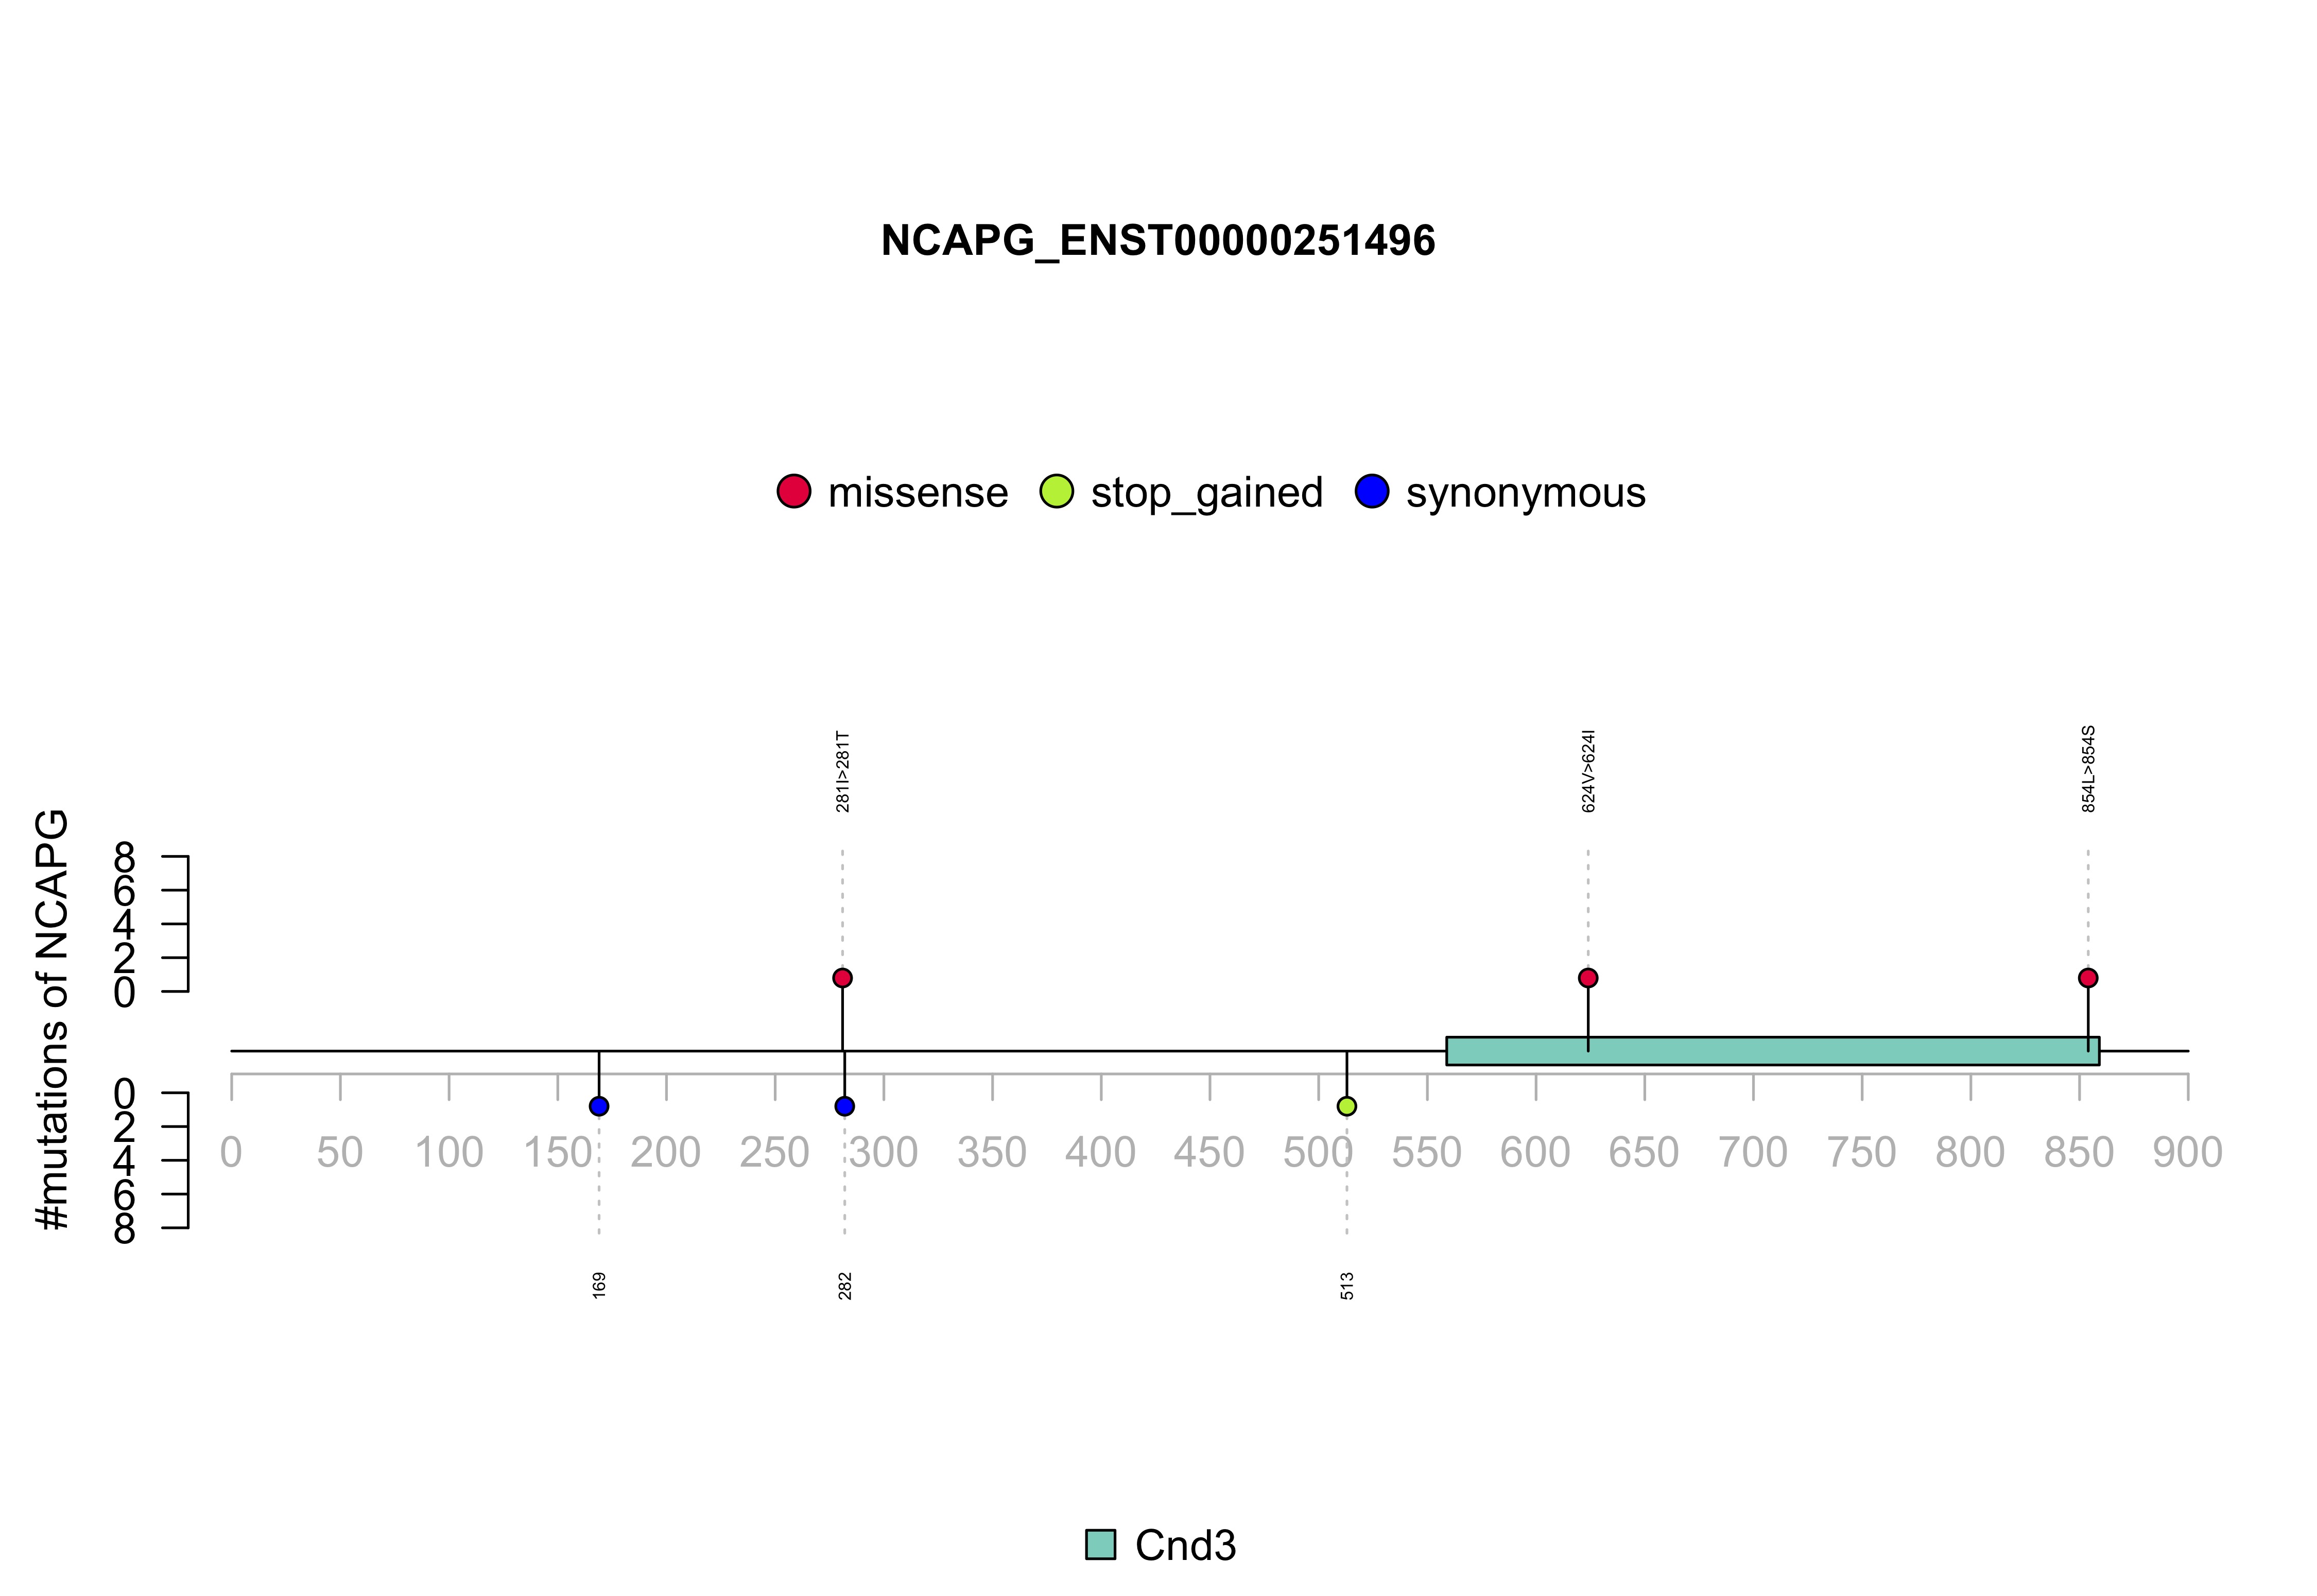 NCAPG_ENST00000251496
missense stop_gained synonymous
281I>281T
624V>624I
854L>854S
#mutations of NCAPG
8
6
4
2
0
0
2
4
6
8
0 50 100 150 200 250 300 350 400 450 500 550 600 650 700 750 800 850 900
169
282
513
Cnd3